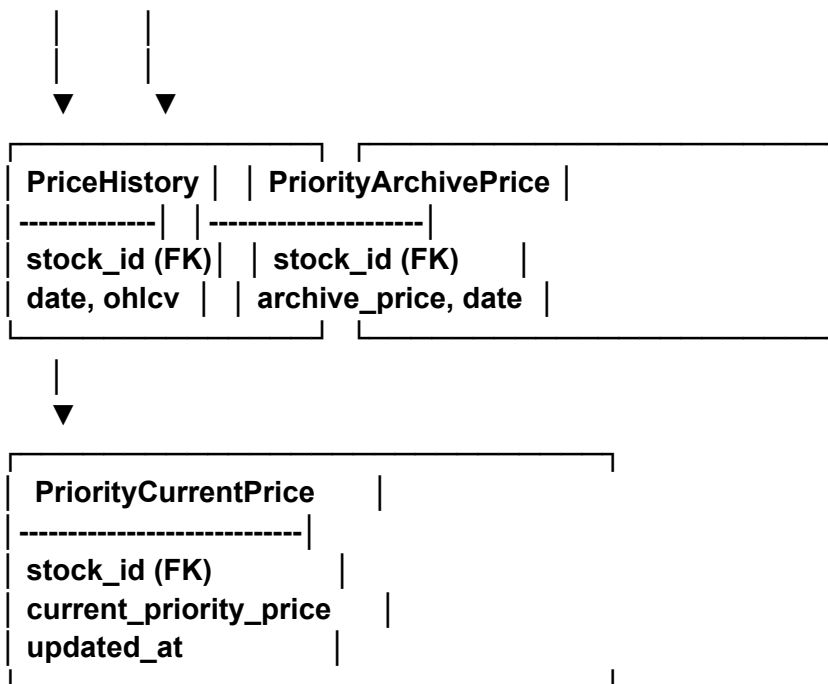 │ │
│ │
▼ ▼
┌──────────────┐ ┌──────────────────────
│ PriceHistory │ │ PriorityArchivePrice │
│--------------│ │----------------------│
│ stock_id (FK)│ │ stock_id (FK) │
│ date, ohlcv │ │ archive_price, date │
└──────────────┘ └──────────────────────
│
▼
┌─────────────────────────────┐
│ PriorityCurrentPrice │
│-----------------------------│
│ stock_id (FK) │
│ current_priority_price │
│ updated_at │